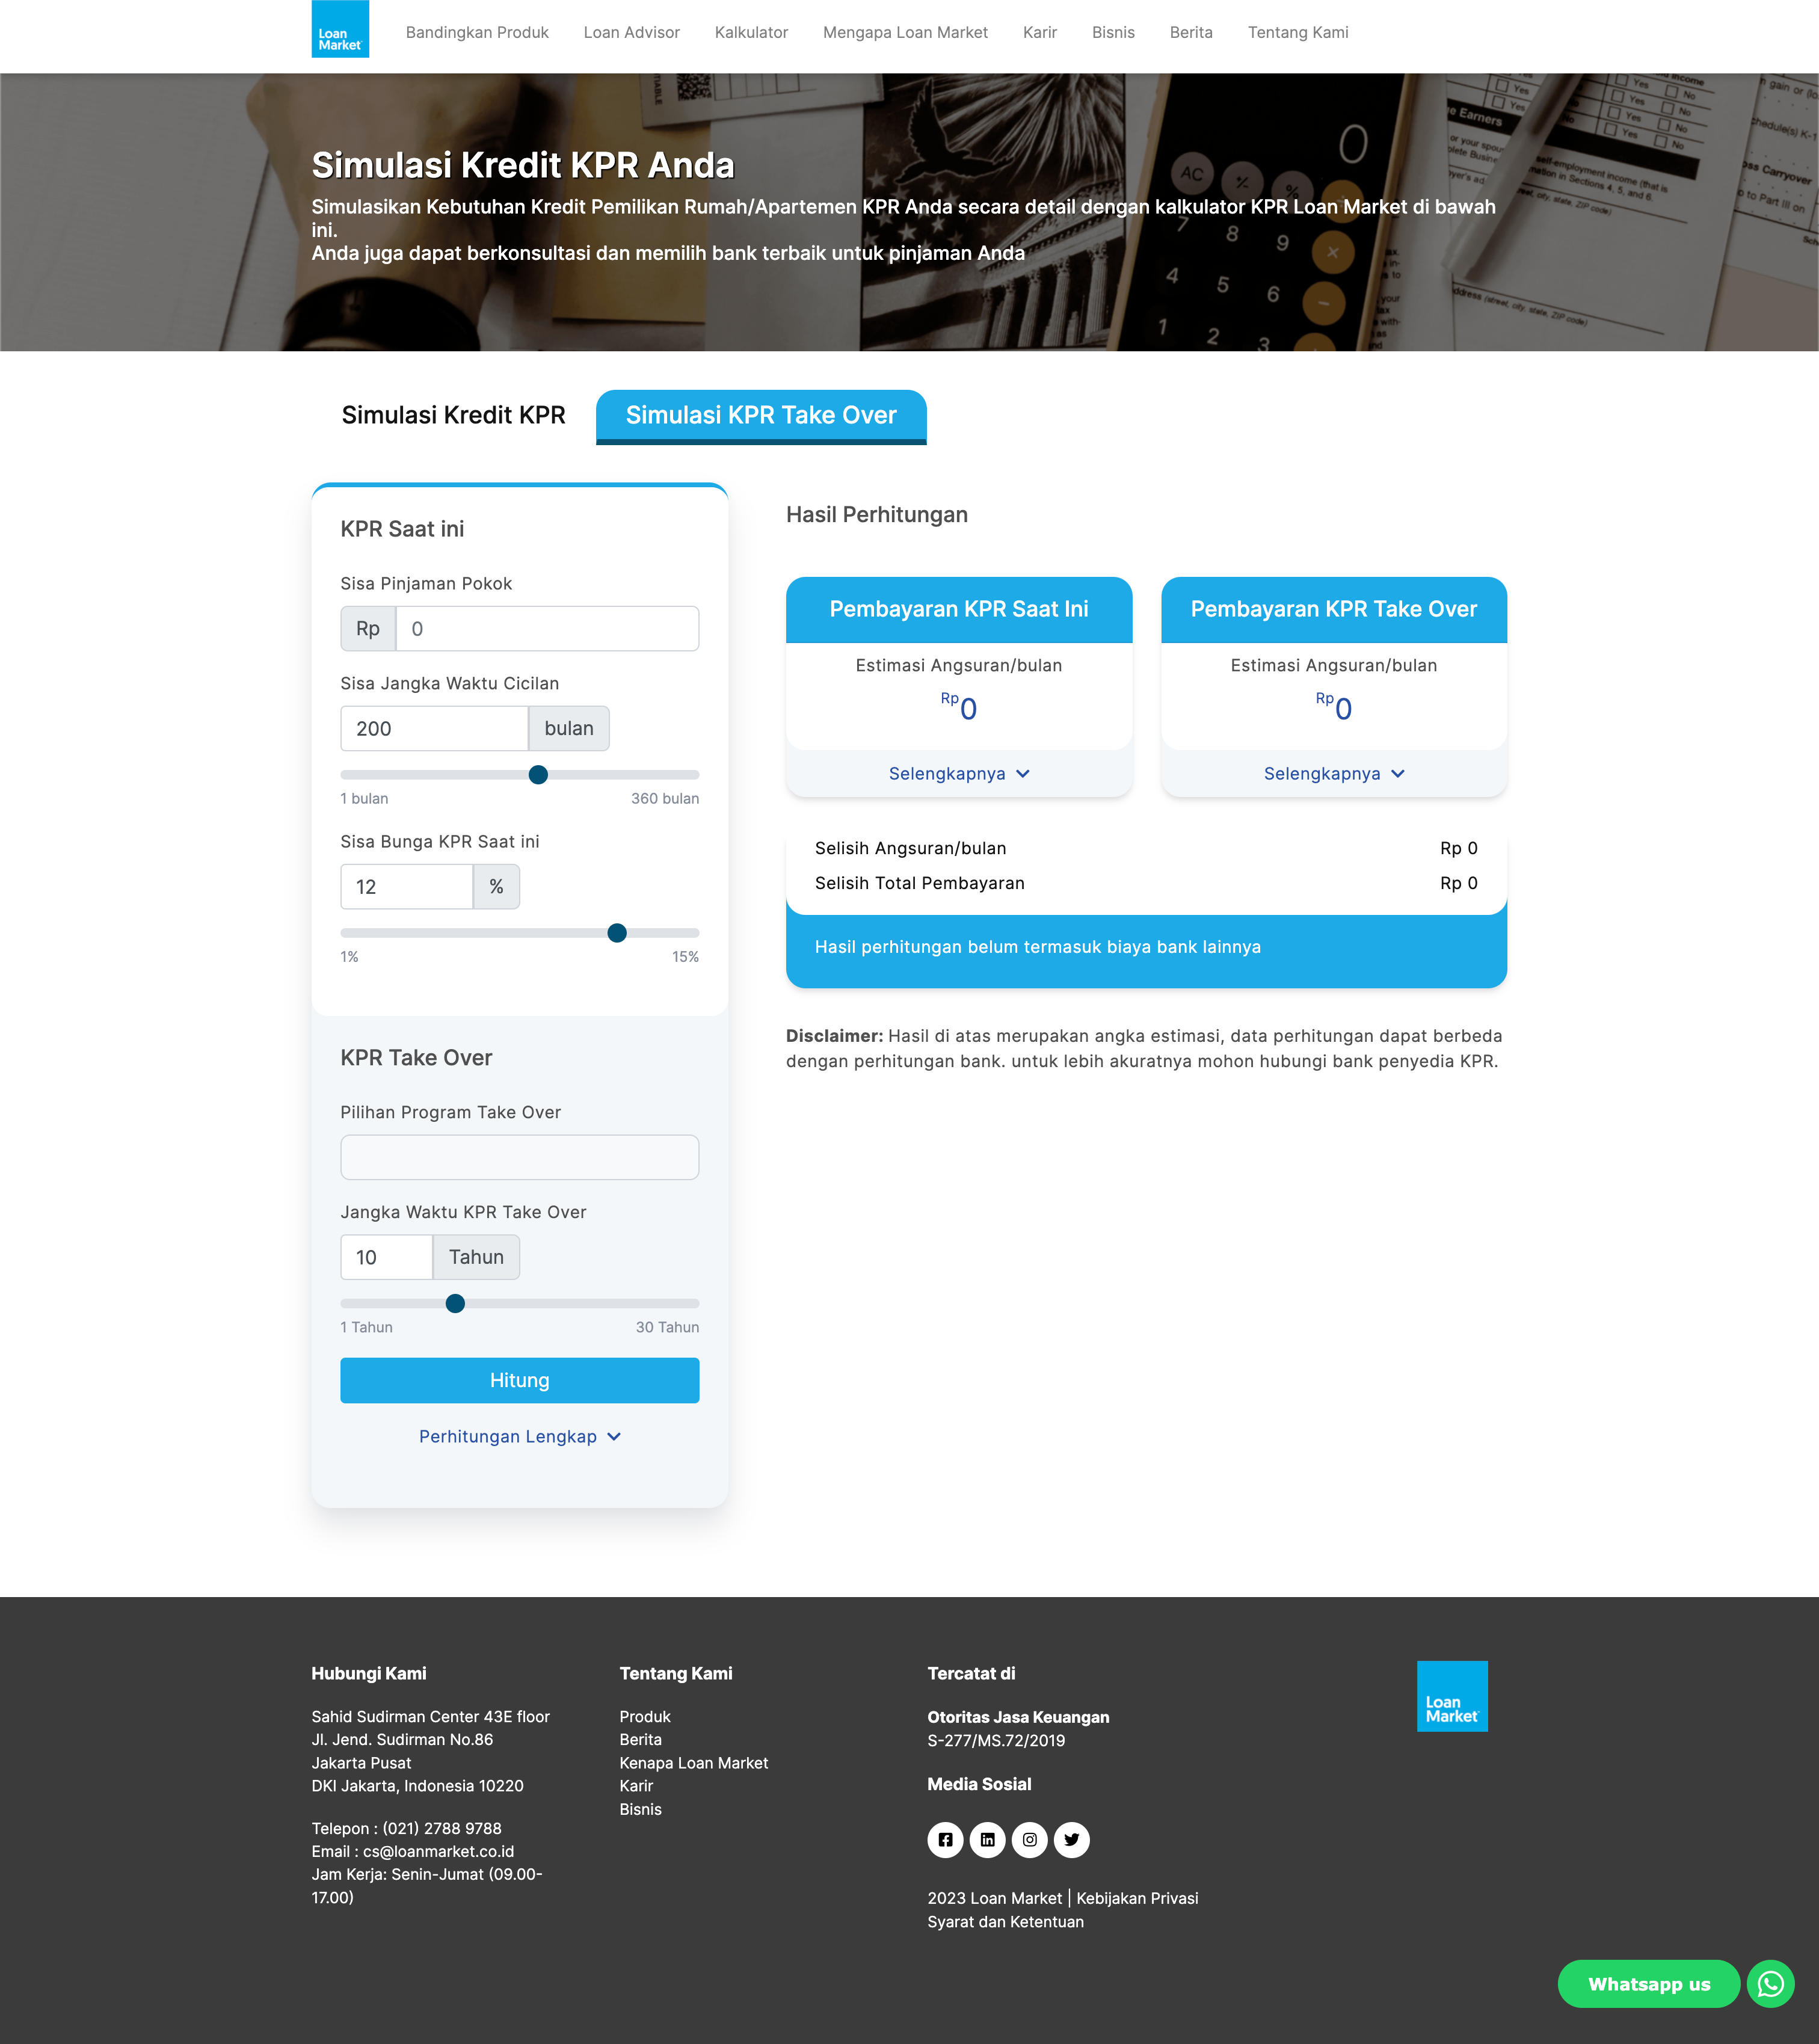 Loan
Market
Bandingkan Produk
Loan Advisor
Kalkulator
Mengapa Loan Market
Karir
Bisnis
Berita
Tentang Kami
Simulasi Kredit KPR Anda
Simulasikan Kebutuhan Kredit Pemilikan Rumah/Apartemen KPR Anda secara detail dengan kalkulator KPR Loan Market di bawah
ini.
Anda juga dapat berkonsultasi dan memilih bank terbaik untuk pinjaman Anda
Simulasi Kredit KPR
Simulasi KPR Take Over
KPR Saat ini
Sisa Pinjaman Pokok
Rp 0
Sisa Jangka Waktu Cicilan
200 bulan
1 bulan
360 bulan
Sisa Bunga KPR Saat ini
12 %
1%
15%
KPR Take Over
Pilihan Program Take Over
Jangka Waktu KPR Take Over
10 Tahun
1 Tahun
30 Tahun
Hitung
Perhitungan Lengkap
Hasil Perhitungan
Pembayaran KPR Saat Ini
Estimasi Angsuran/bulan
Rp 0
Selengkapnya
Pembayaran KPR Take Over
Estimasi Angsuran/bulan
Rp 0
Selengkapnya
Selisih Angsuran/bulan Rp 0
Selisih Total Pembayaran Rp 0
Hasil perhitungan belum termasuk biaya bank lainnya
Disclaimer: Hasil di atas merupakan angka estimasi, data perhitungan dapat berbeda
dengan perhitungan bank. untuk lebih akuratnya mohon hubungi bank penyedia KPR.
Hubungi Kami
Sahid Sudirman Center 43E floor
Jl. Jend. Sudirman No.86
Jakarta Pusat
DKI Jakarta, Indonesia 10220
Telepon : (021) 2788 9788
Email : cs@loanmarket.co.id
Jam Kerja: Senin-Jumat (09.00-
17.00)
Tentang Kami
Produk
Berita
Kenapa Loan Market
Karir
Bisnis
Tercatat di
Otoritas Jasa Keuangan
S-277/MS.72/2019
Media Sosial
2023 Loan Market | Kebijakan Privasi
Syarat dan Ketentuan
Loan
Market
Whatsapp us